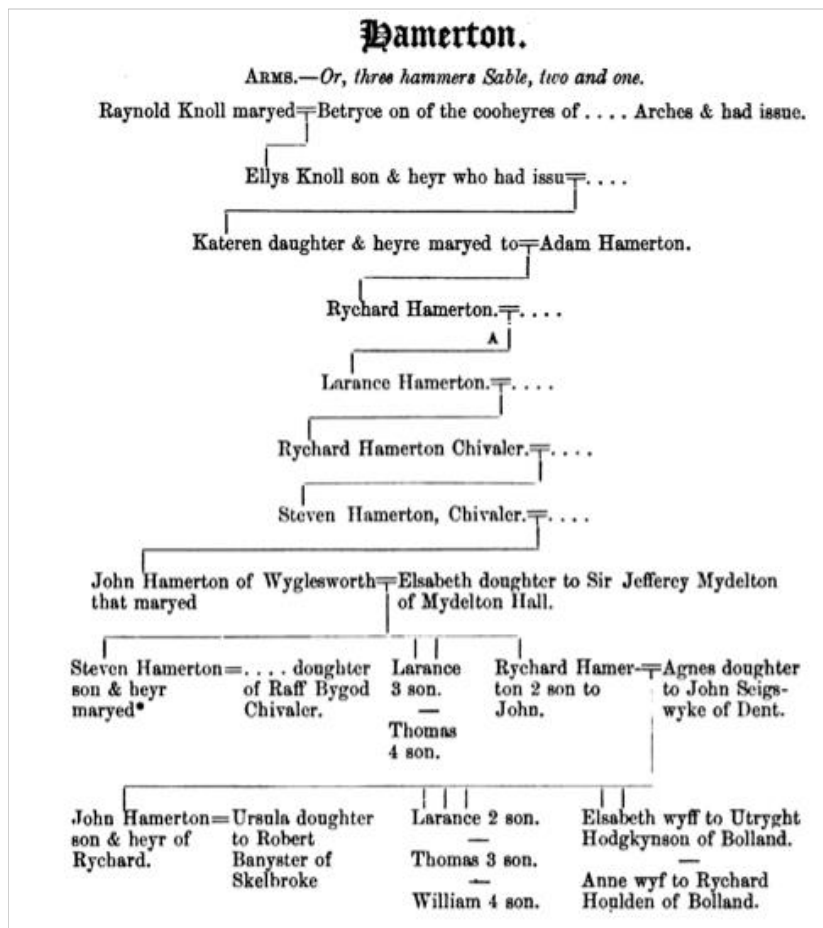 Hamerton.
ARMS.—Or, three hammers Sable, two and one.
Raynold Knoll maryed Betryce on of the cooheyres of . . . . Arches & had issue.
Ellys Knoll son & heyr who had issu . . . .
Kateren daughter & heyre maryed to Adam Hamerton.
Rychard Hamerton. . . . .
A
Larance Hamerton. . . . .
Rychard Hamerton Chivaler. . . . .
Steven Hamerton, Chivaler. . . . .
John Hamerton of Wyglesworth
that maryed
Elsabeth doughter to Sir Jefferey Mydelton
of Mydelton Hall.
Steven Hamerton=
son & heyr
maryed*
. . . . doughter
of Raff Bygod
Chivaler.
Larance
3 son.
—
Thomas
4 son.
Rychard Hamer-
ton 2 son to
John.
Agnes doughter
to John Seigs-
wyke of Dent.
John Hamerton=
son & heyr of
Rychard.
Ursula doughter
to Robert
Banyster of
Skelbroke
Larance 2 son.
—
Thomas 3 son.
—
William 4 son.
Elsabeth wyff to Utryght
Hodgkynson of Bolland.
—
Anne wyf to Rychard
Houlden of Bolland.